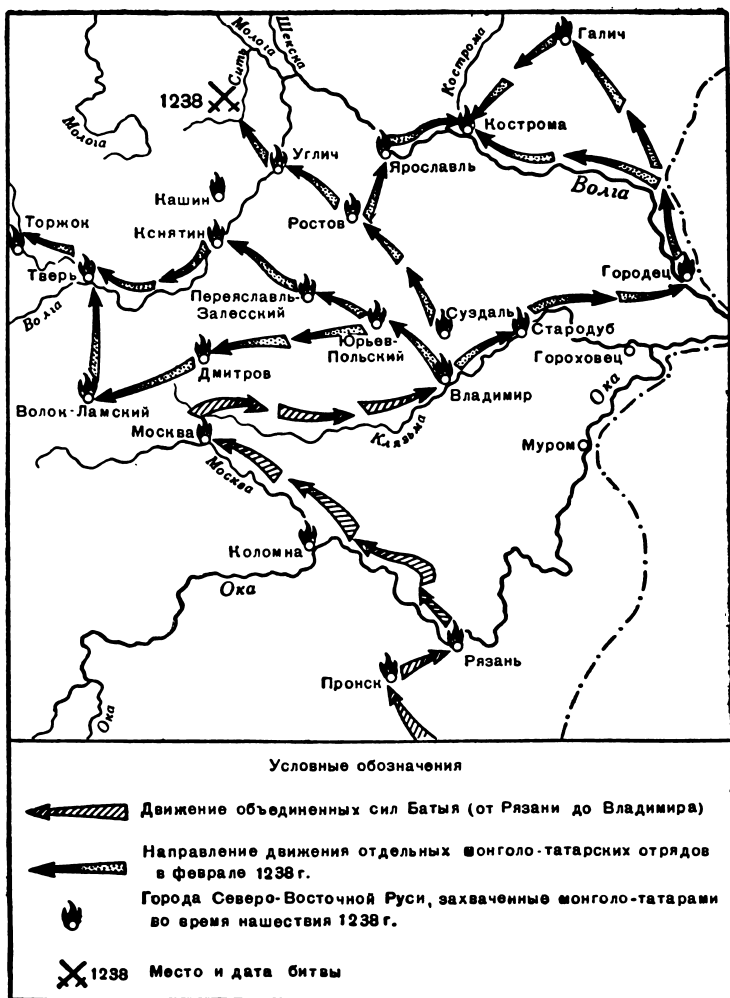 Молога
Шексна
Сить
1238
Молога
Кострома
Галич
Кострома
Ярославль
Волга
Углич
Кашин
Ростов
Кснятин
Торжок
Тверь
Волга
Городец
Переяславль-
Залесский
Суздаль
Стародуб
Юрьев-
Польский
Гороховец
Дмитров
Владимир
Ока
Волок-Ламский
Москва
Клязьма
Муром
Москва
Коломна
Ока
Рязань
Пронск
Ока
Условные обозначения
Движение объединенных сил Батыя (от Рязани до Владимира)
Направление движения отдельных монголо-татарских отрядов
в феврале 1238 г.
Города Северо-Восточной Руси, захваченные монголо-татарами
во время нашествия 1238 г.
1238 Место и дата битвы